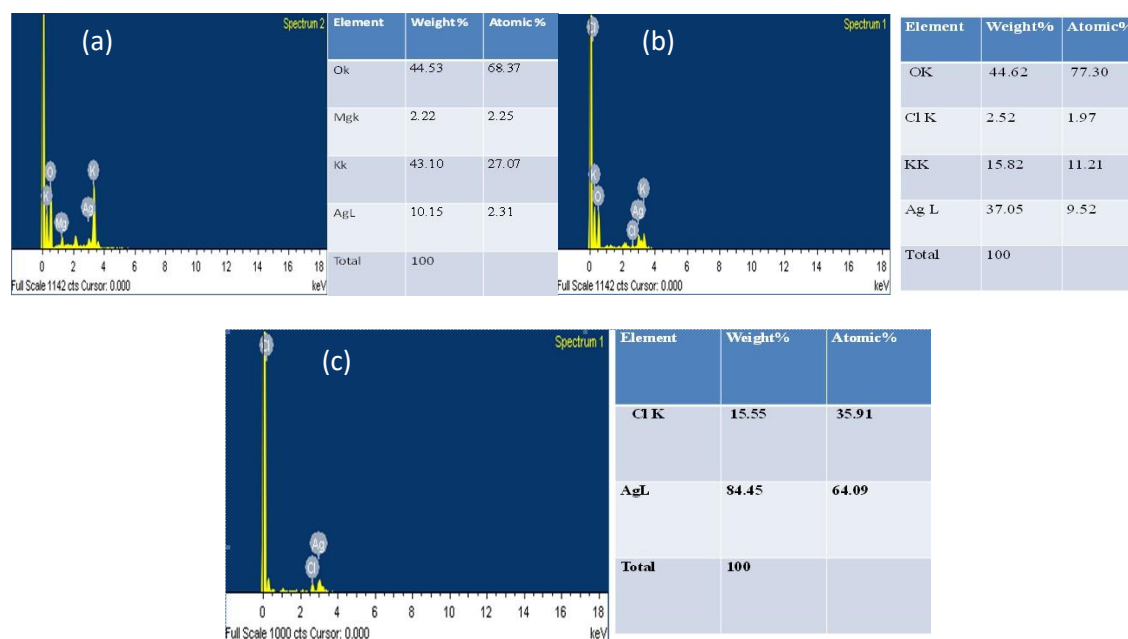 (a)
Spectrum 2
K
O
Mg
Ag
K
0 2 4 6 8 10 12 14 16 18
Full Scale 1142 cts Cursor: 0.000 keV
Element Weight% Atomic %
Ok 44.53 68.37
Mgk 2.22 2.25
Kk 43.10 27.07
AgL 10.15 2.31
Total 100
(b)
Spectrum 1
Cl
K
O
Cl
Ag
K
0 2 4 6 8 10 12 14 16 18
Full Scale 1142 cts Cursor: 0.000 keV
Element Weight% Atomic%
OK 44.62 77.30
Cl K 2.52 1.97
KK 15.82 11.21
Ag L 37.05 9.52
Total 100
(c)
Spectrum 1
Cl
Cl
Ag
0 2 4 6 8 10 12 14 16 18
Full Scale 1000 cts Cursor: 0.000 keV
Element Weight% Atomic%
Cl K 15.55 35.91
AgL 84.45 64.09
Total 100